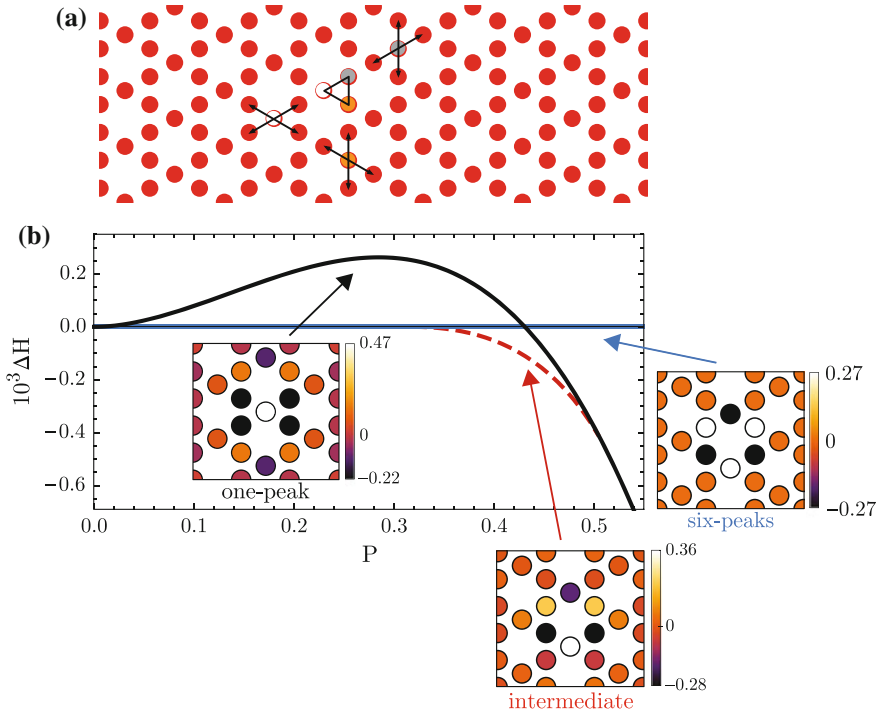 (a)
(b)
10³ΔH
0.2
0.0
−0.2
−0.4
−0.6
0.0
0.1
0.2
0.3
0.4
0.5
P
0.47
0
−0.22
one-peak
0.27
0
−0.27
six-peaks
0.36
0
−0.28
intermediate